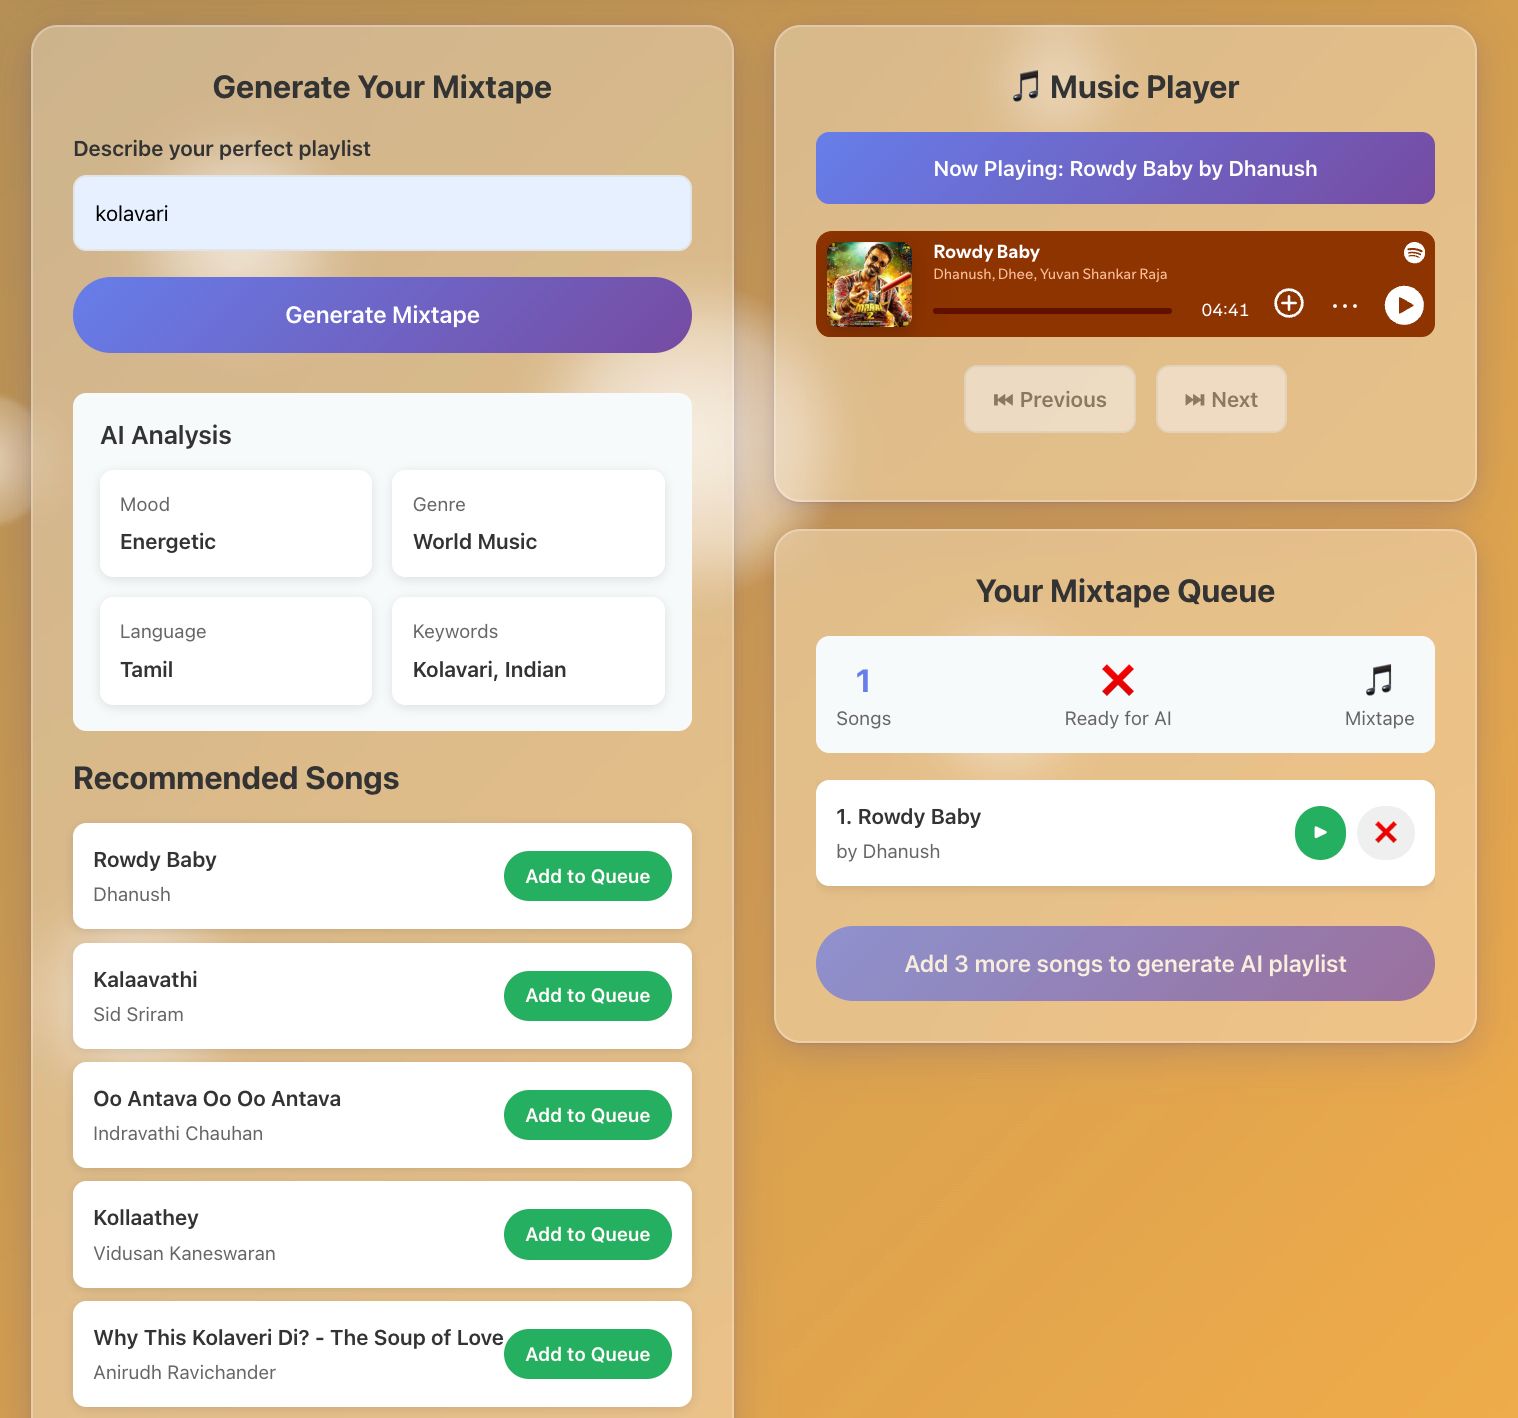 Generate Your Mixtape
Describe your perfect playlist
kolavari
Generate Mixtape
AI Analysis
Mood
Energetic
Genre
World Music
Language
Tamil
Keywords
Kolavari, Indian
Recommended Songs
Rowdy Baby
Dhanush
Add to Queue
Kalaavathi
Sid Sriram
Add to Queue
Oo Antava Oo Oo Antava
Indravathi Chauhan
Add to Queue
Kollaathey
Vidusan Kaneswaran
Add to Queue
Why This Kolaveri Di? - The Soup of Love
Anirudh Ravichander
Add to Queue
🎵 Music Player
Now Playing: Rowdy Baby by Dhanush
Rowdy Baby
Dhanush, Dhee, Yuvan Shankar Raja
04:41
⏮ Previous
⏭ Next
Your Mixtape Queue
1
Songs
❌
Ready for AI
🎵
Mixtape
1. Rowdy Baby
by Dhanush
Add 3 more songs to generate AI playlist